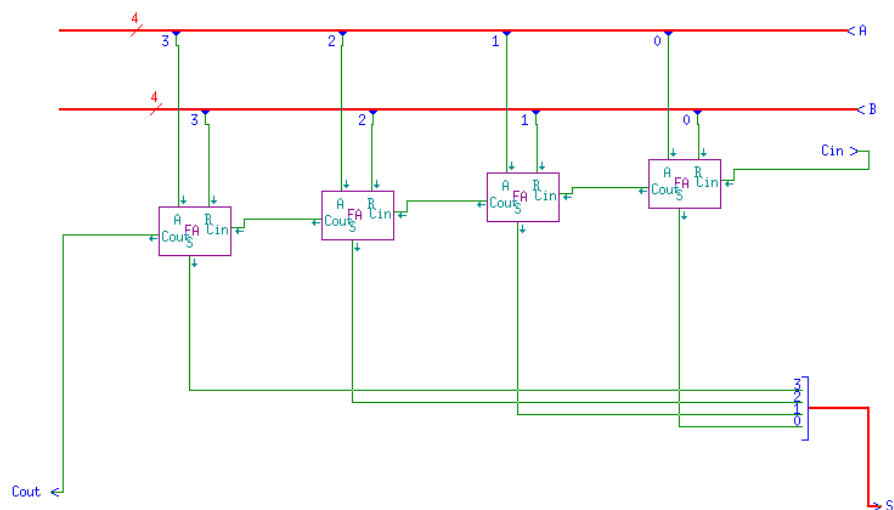 4
A
3 2 1 0
4
B
3 2 1 0
Cin
A R
Cout FA Cin
S
A R
Cout FA Cin
S
A R
Cout FA Cin
S
A R
Cout FA Cin
S
3
2
1
0
Cout
S